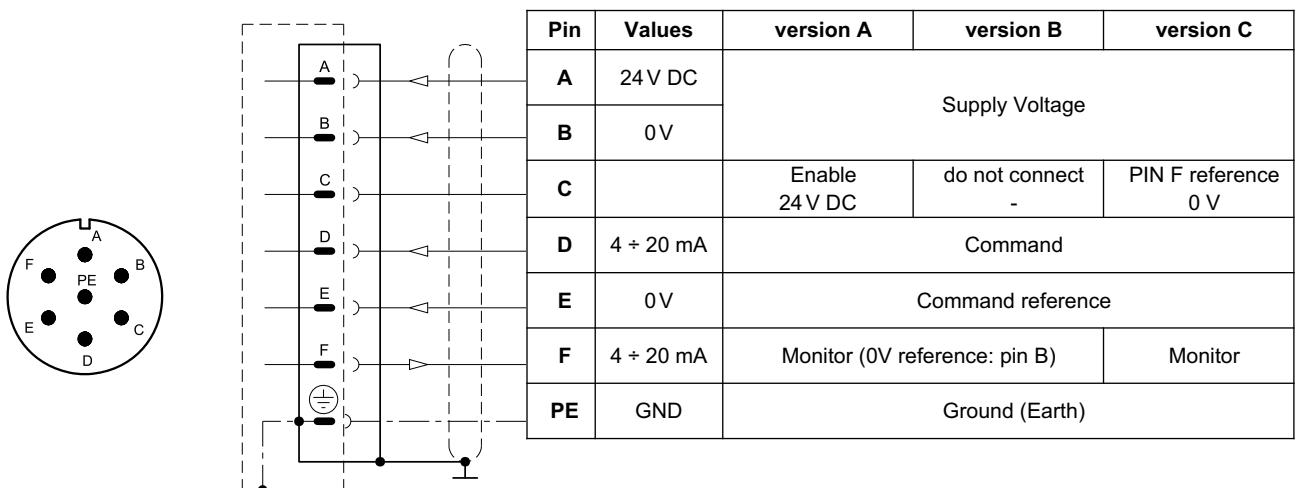 A
B
C
D
E
F
PE
A
B
C
D
E
F
Pin Values version A version B version C
A 24 V DC Supply Voltage
B 0 V
C Enable 24 V DC do not connect - PIN F reference 0 V
D 4 ÷ 20 mA Command
E 0 V Command reference
F 4 ÷ 20 mA Monitor (0V reference: pin B) Monitor
PE GND Ground (Earth)